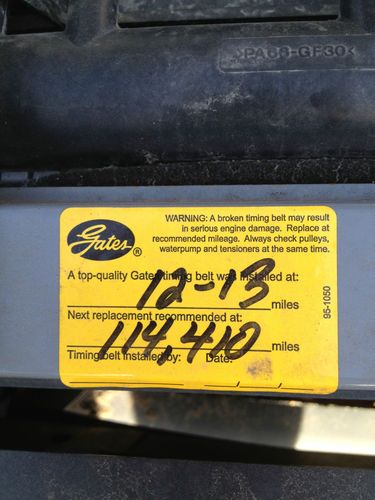 >PA66-GF30<
WARNING: A broken timing belt may result
in serious engine damage. Replace at
recommended mileage. Always check pulleys,
waterpump and tensioners at the same time.
Gates ®
A top-quality Gates timing belt was installed at:
12-13
miles
Next replacement recommended at:
114,410
miles
Timing belt installed by: Date:
/ /
95-1050